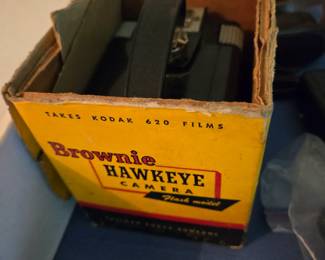 TAKES KODAK 620 FILMS
Brownie
HAWKEYE
CAMERA
Flash model